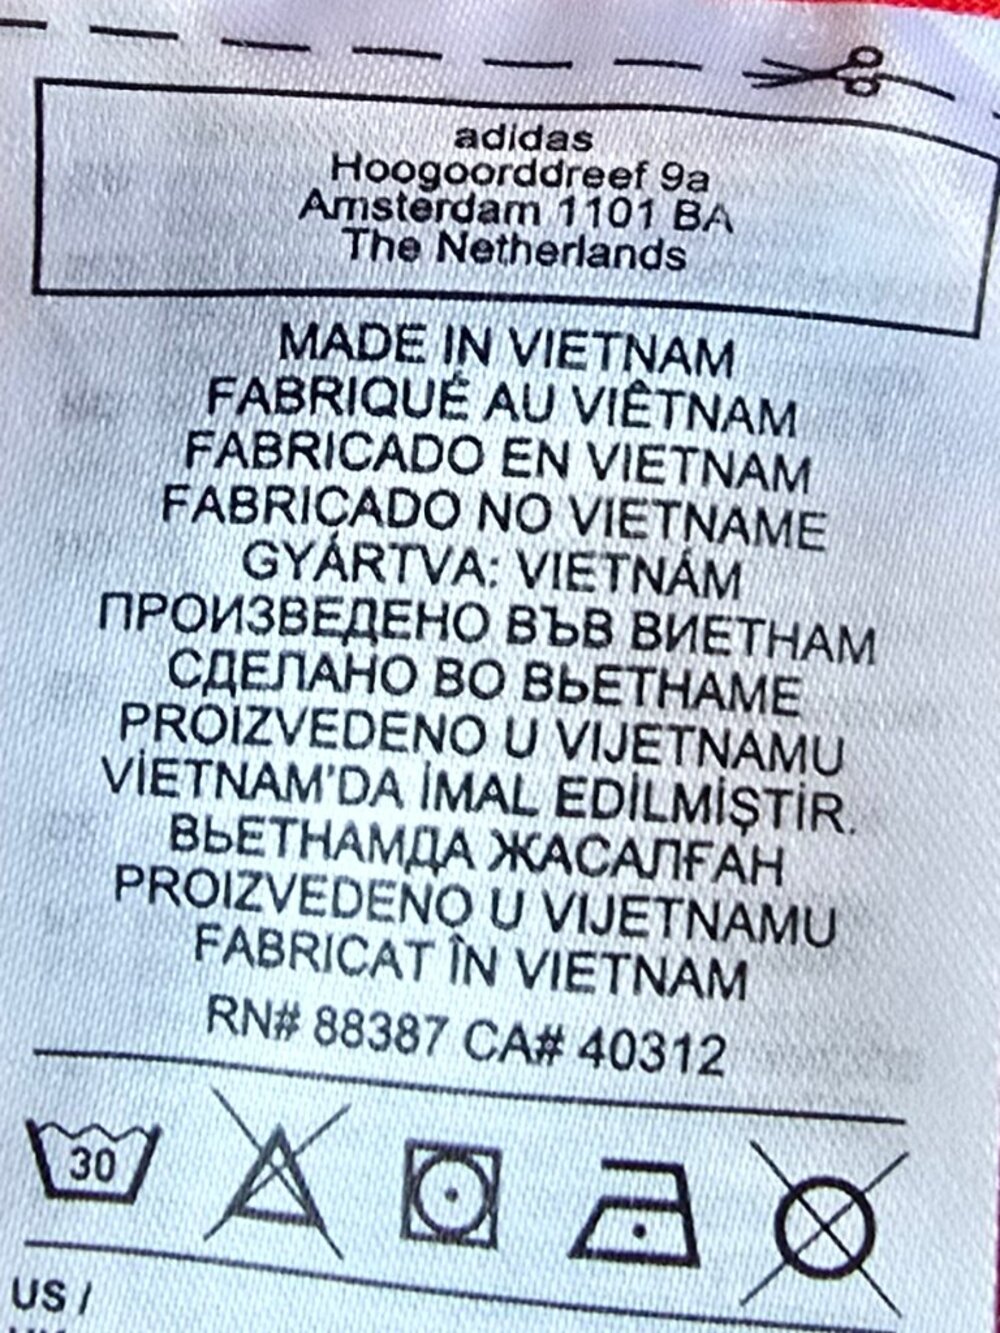 adidas
Hoogoorddreef 9a
Amsterdam 1101 BA
The Netherlands
MADE IN VIETNAM
FABRIQUÉ AU VIÊTNAM
FABRICADO EN VIETNAM
FABRICADO NO VIETNAME
GYÁRTVA: VIETNÁM
ПРОИЗВЕДЕНО ВЪВ ВИЕТНАМ
СДЕЛАНО ВО ВЬЕТНАМЕ
PROIZVEDENO U VIJETNAMU
VİETNAM'DA İMAL EDİLMİŞTİR.
ВЬЕТНАМДА ЖАСАЛҒАН
PROIZVEDENO U VIJETNAMU
FABRICAT ÎN VIETNAM
RN# 88387 CA# 40312
30
US /